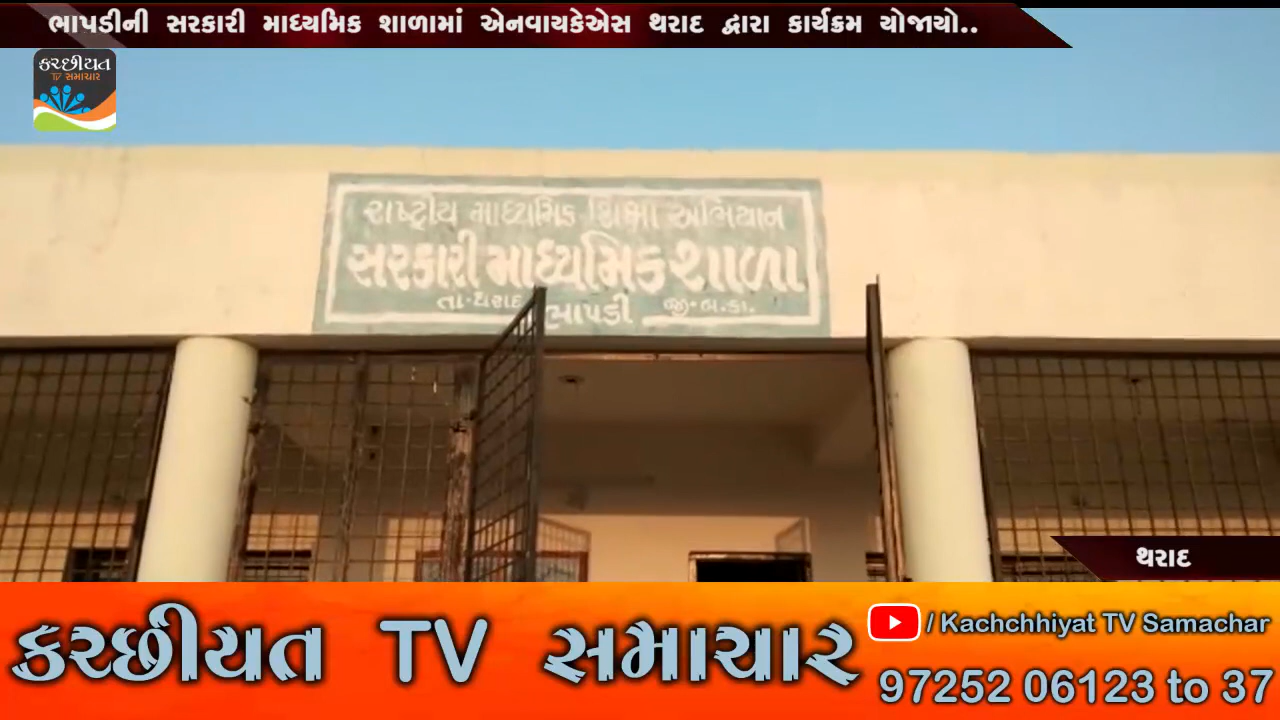 ભાપડીની સરકારી માધ્યમિક શાળામાં એનવાયકેએસ થરાદ દ્વારા કાર્યક્રમ યોજાયો..
કચ્છીયત
TV સમાચાર
રાષ્ટ્રીય માધ્યમિક શિક્ષા અભિયાન
સરકારી માધ્યમિક શાળા
તા·થરાદ ભાપડી જી·બ.કા.
થરાદ
કચ્છીયત TV સમાચાર
/ Kachchhiyat TV Samachar
97252 06123 to 37